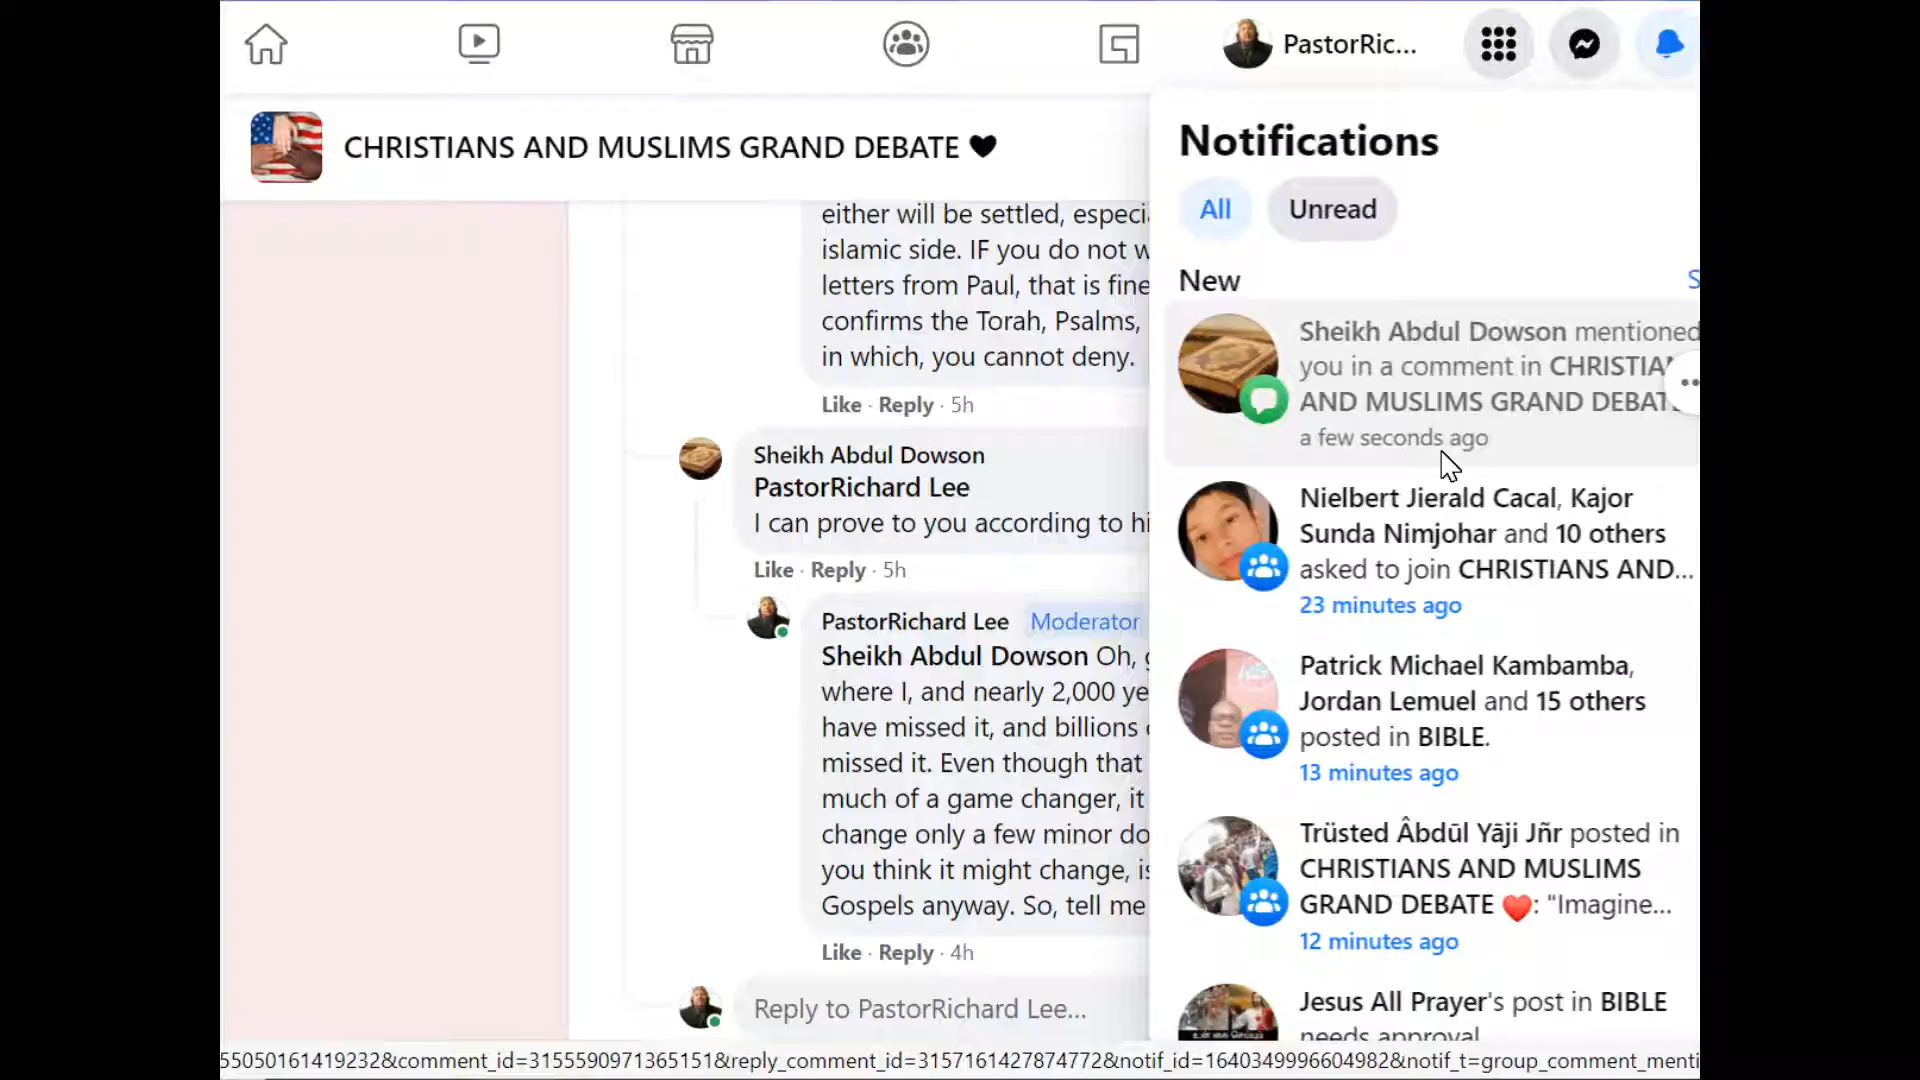 PastorRic...
CHRISTIANS AND MUSLIMS GRAND DEBATE 🖤
either will be settled, especi
islamic side. IF you do not w
letters from Paul, that is fine
confirms the Torah, Psalms,
in which, you cannot deny.
Like · Reply · 5h
Sheikh Abdul Dowson
PastorRichard Lee
I can prove to you according to hi
Like · Reply · 5h
PastorRichard Lee Moderator
Sheikh Abdul Dowson Oh,
where I, and nearly 2,000 ye
have missed it, and billions
missed it. Even though that
much of a game changer, it
change only a few minor do
you think it might change, is
Gospels anyway. So, tell me
Like · Reply · 4h
Reply to PastorRichard Lee...
Notifications
All Unread
New
Sheikh Abdul Dowson mentioned
you in a comment in CHRISTIA
AND MUSLIMS GRAND DEBAT
a few seconds ago
Nielbert Jierald Cacal, Kajor
Sunda Nimjohar and 10 others
asked to join CHRISTIANS AND...
23 minutes ago
Patrick Michael Kambamba,
Jordan Lemuel and 15 others
posted in BIBLE.
13 minutes ago
Trüsted Âbdūl Yāji Jñr posted in
CHRISTIANS AND MUSLIMS
GRAND DEBATE ❤️: "Imagine...
12 minutes ago
Jesus All Prayer's post in BIBLE
needs approval
55050161419232&comment_id=3155590971365151&reply_comment_id=3157161427874772&notif_id=1640349996604982&notif_t=group_comment_menti